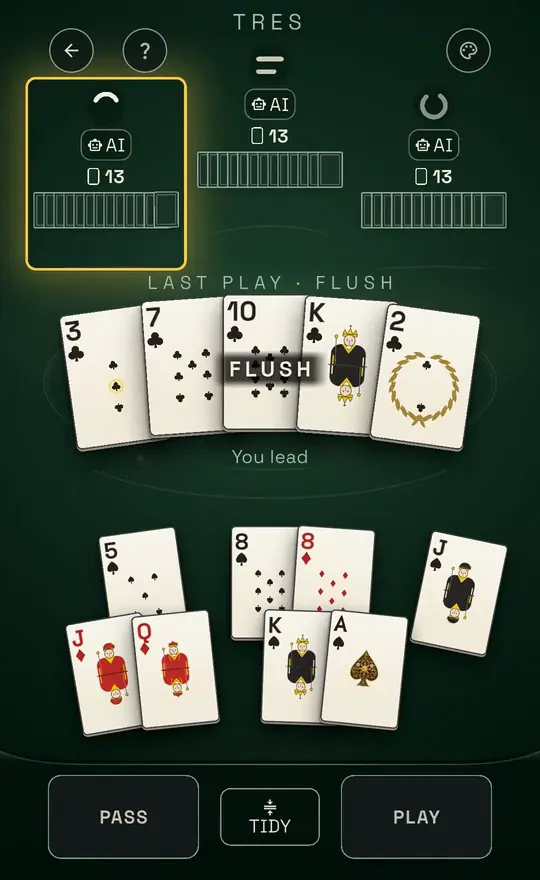 TRES
?
AI
13
AI
13
AI
13
LAST PLAY · FLUSH
3
7
10
K
2
FLUSH
You lead
5
8
8
J
J
Q
K
A
PASS
TIDY
PLAY